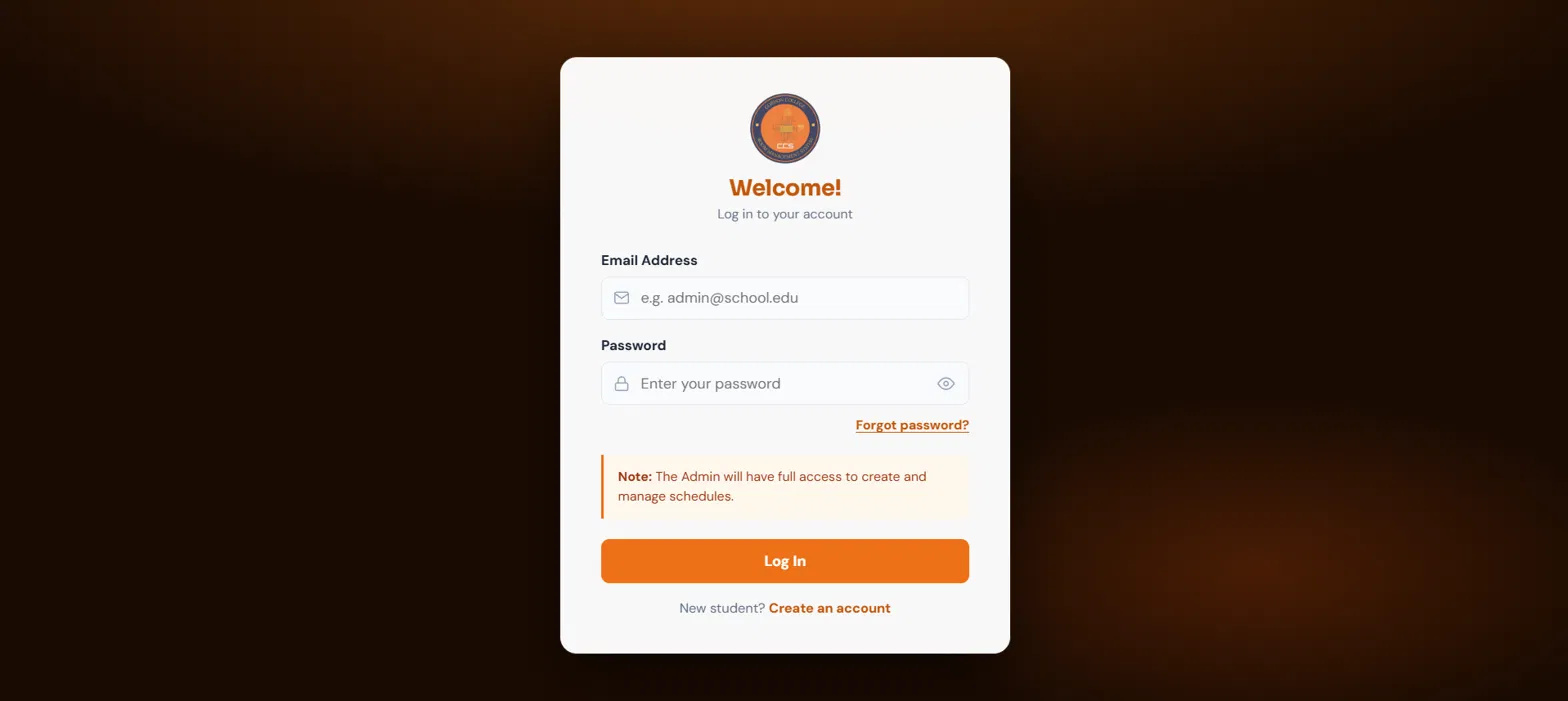 CCS
Welcome!
Log in to your account
Email Address
e.g. admin@school.edu
Password
Enter your password
Forgot password?
Note: The Admin will have full access to create and
manage schedules.
Log In
New student? Create an account